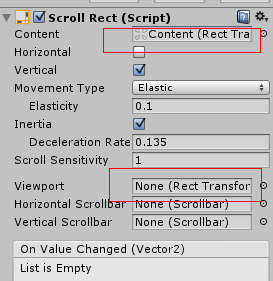 Scroll Rect (Script)
Content Content (Rect Tra
Horizontal
Vertical
Movement Type Elastic
Elasticity 0.1
Inertia
Deceleration Rate 0.135
Scroll Sensitivity 1
Viewport None (Rect Transfor
Horizontal Scrollbar None (Scrollbar)
Vertical Scrollbar None (Scrollbar)
On Value Changed (Vector2)
List is Empty